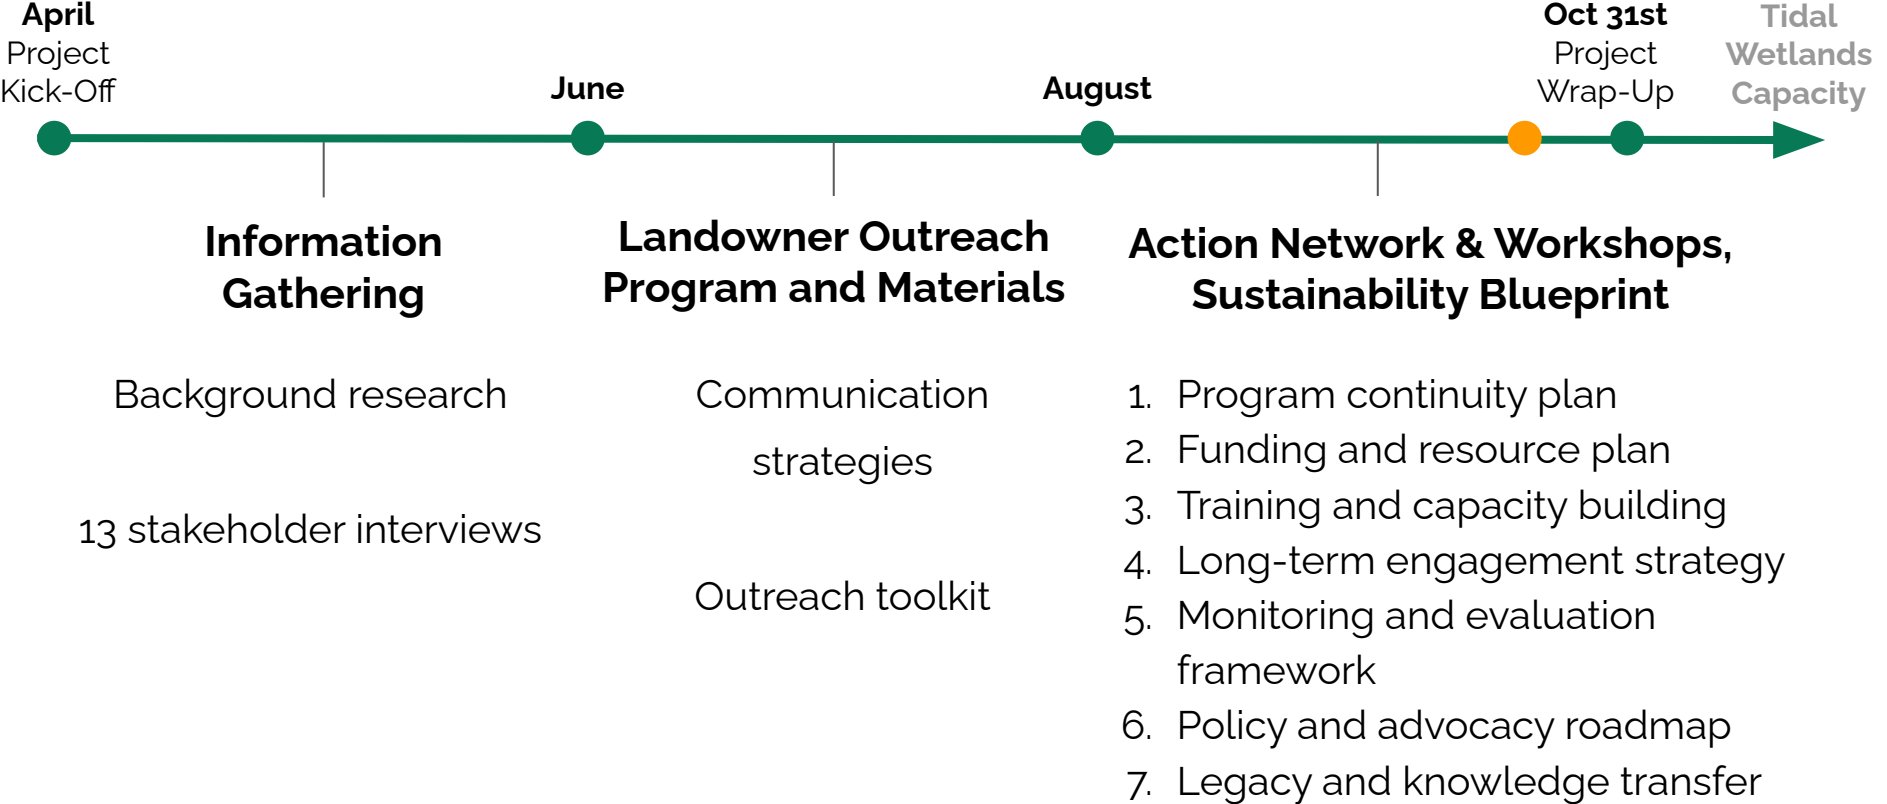 April
Project
Kick-Off
June
August
Oct 31st
Project
Wrap-Up
Tidal
Wetlands
Capacity
Information
Gathering
Background research
13 stakeholder interviews
Landowner Outreach
Program and Materials
Communication
strategies
Outreach toolkit
Action Network & Workshops,
Sustainability Blueprint
1. Program continuity plan
2. Funding and resource plan
3. Training and capacity building
4. Long-term engagement strategy
5. Monitoring and evaluation
framework
6. Policy and advocacy roadmap
7. Legacy and knowledge transfer